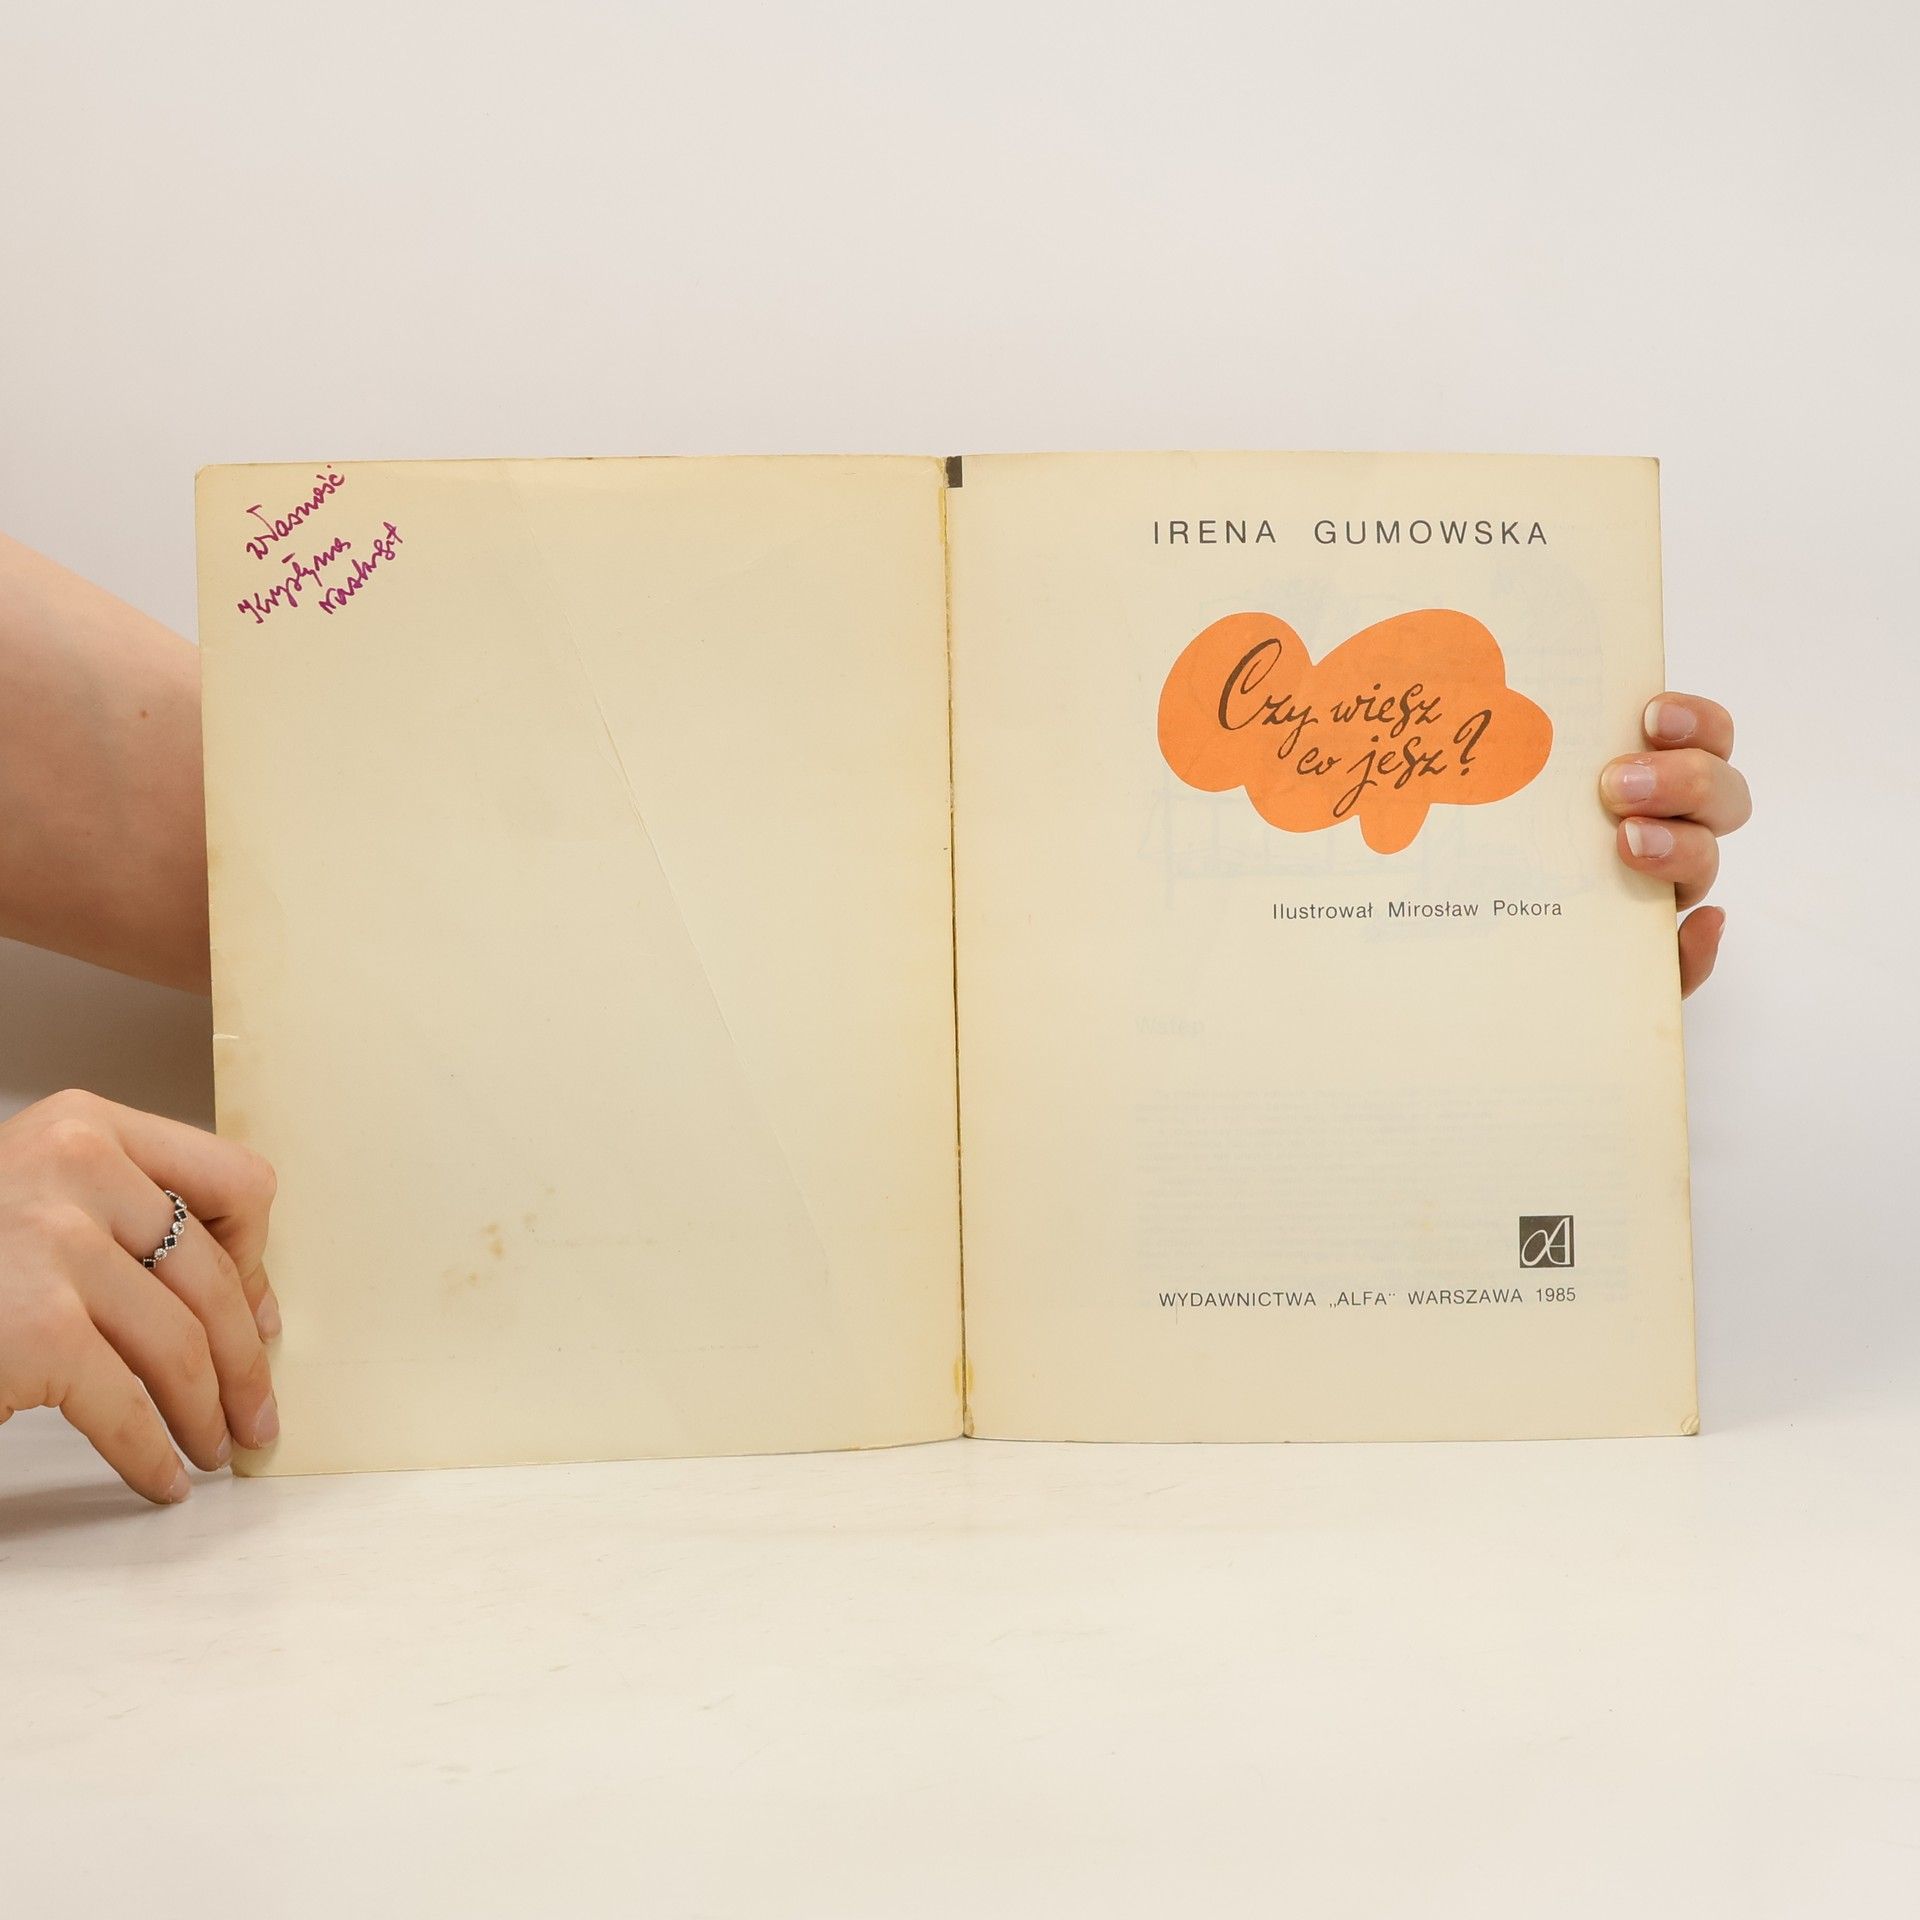 Własność
Krystyna
IRENA GUMOWSKA
Czy wiesz
co jesz?
Ilustrował Mirosław Pokora
WYDAWNICTWA „ALFA” WARSZAWA 1985